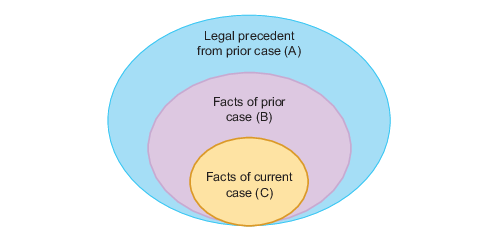 Legal precedent
from prior case (A)
Facts of prior
case (B)
Facts of current
case (C)